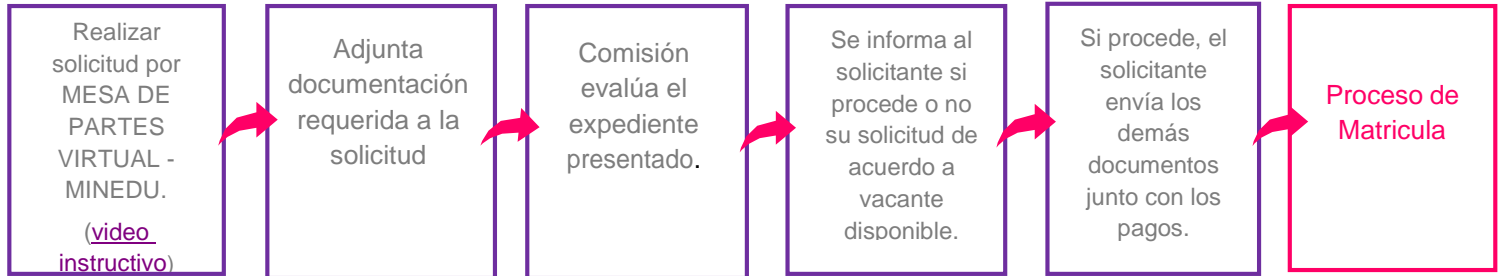 Realizar
solicitud por
MESA DE
PARTES
VIRTUAL -
MINEDU.
(video
instructivo)
Adjunta
documentación
requerida a la
solicitud
Comisión
evalúa el
expediente
presentado.
Se informa al
solicitante si
procede o no
su solicitud de
acuerdo a
vacante
disponible.
Si procede, el
solicitante
envía los
demás
documentos
junto con los
pagos.
Proceso de
Matricula